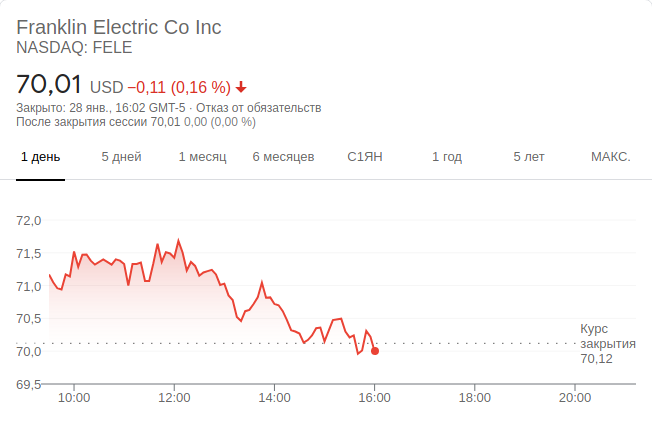 Franklin Electric Co Inc
NASDAQ: FELE
70,01 USD −0,11 (0,16 %)
Закрыто: 28 янв., 16:02 GMT-5 · Отказ от обязательств
После закрытия сессии 70,01 0,00 (0,00 %)
1 день 5 дней 1 месяц 6 месяцев С1ЯН 1 год 5 лет МАКС.
72,0
71,5
71,0
70,5
Курс
закрытия
70,12
70,0
69,5
10:00 12:00 14:00 16:00 18:00 20:00